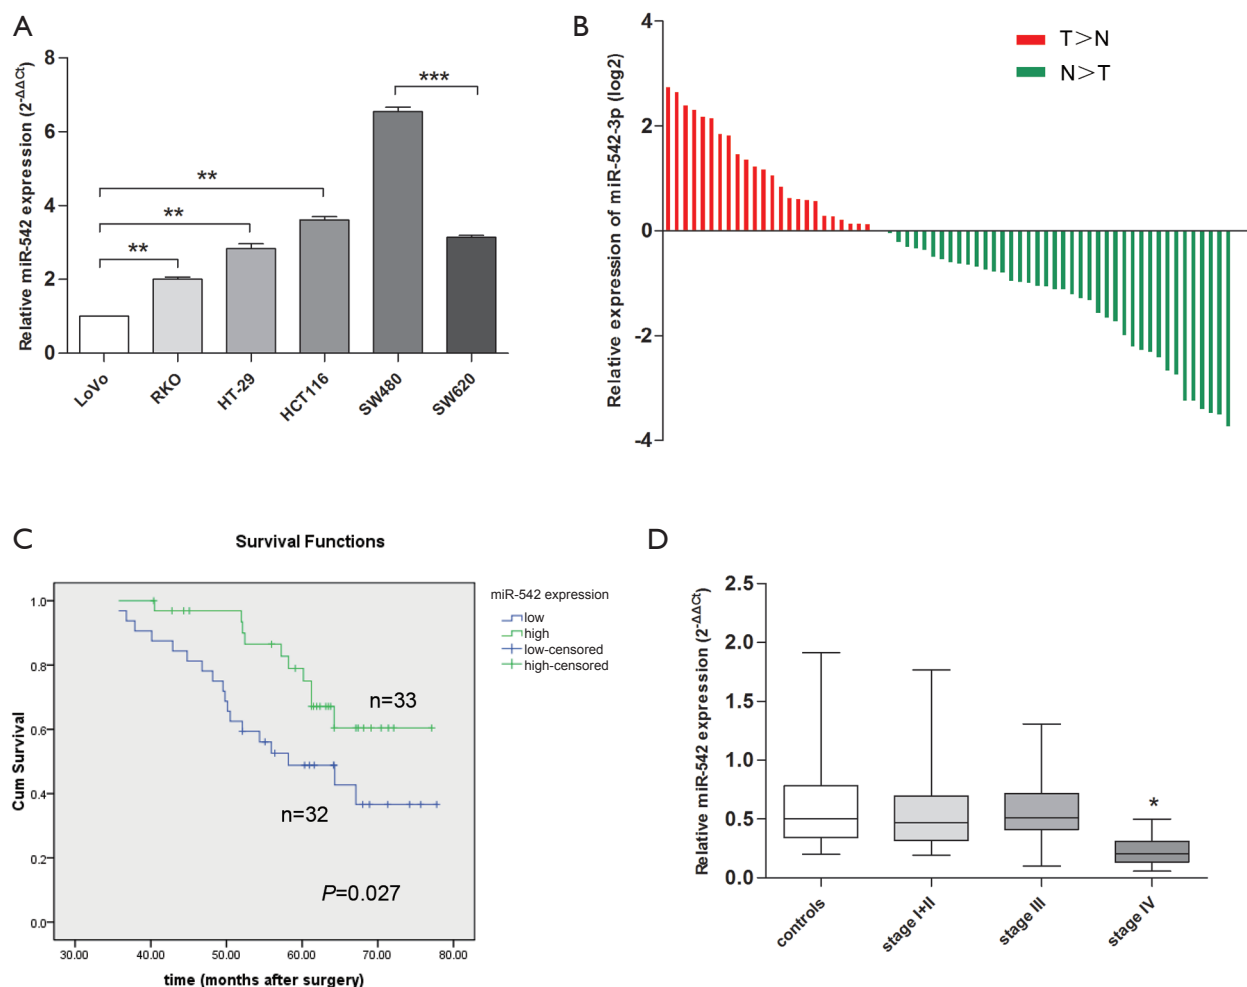 A
Relative miR-542 expression (2-ΔΔCt)
8
6
4
2
0
**
**
**
***
LoVo
RKO
HT-29
HCT116
SW480
SW620
B
Relative expression of miR-542-3p (log2)
4
2
0
-2
-4
T>N
N>T
C
Survival Functions
Cum Survival
1.0
0.8
0.6
0.4
0.2
0.0
n=33
n=32
P=0.027
30.00
40.00
50.00
60.00
70.00
80.00
time (months after surgery)
miR-542 expression
low
high
low-censored
high-censored
D
Relative miR-542 expression (2-ΔΔCt)
2.5
2.0
1.5
1.0
0.5
0.0
*
controls
stage I+II
stage III
stage IV